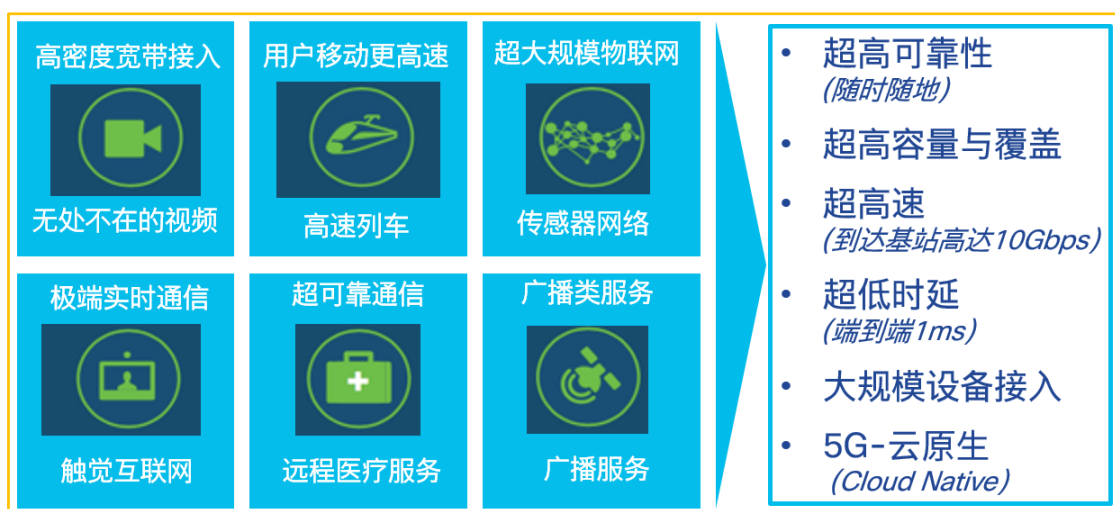 高密度宽带接入
无处不在的视频
用户移动更高速
高速列车
超大规模物联网
传感器网络
极端实时通信
触觉互联网
超可靠通信
远程医疗服务
广播类服务
广播服务
• 超高可靠性
(随时随地)
• 超高容量与覆盖
• 超高速
(到达基站高达10Gbps)
• 超低时延
(端到端1ms)
• 大规模设备接入
• 5G-云原生
(Cloud Native)